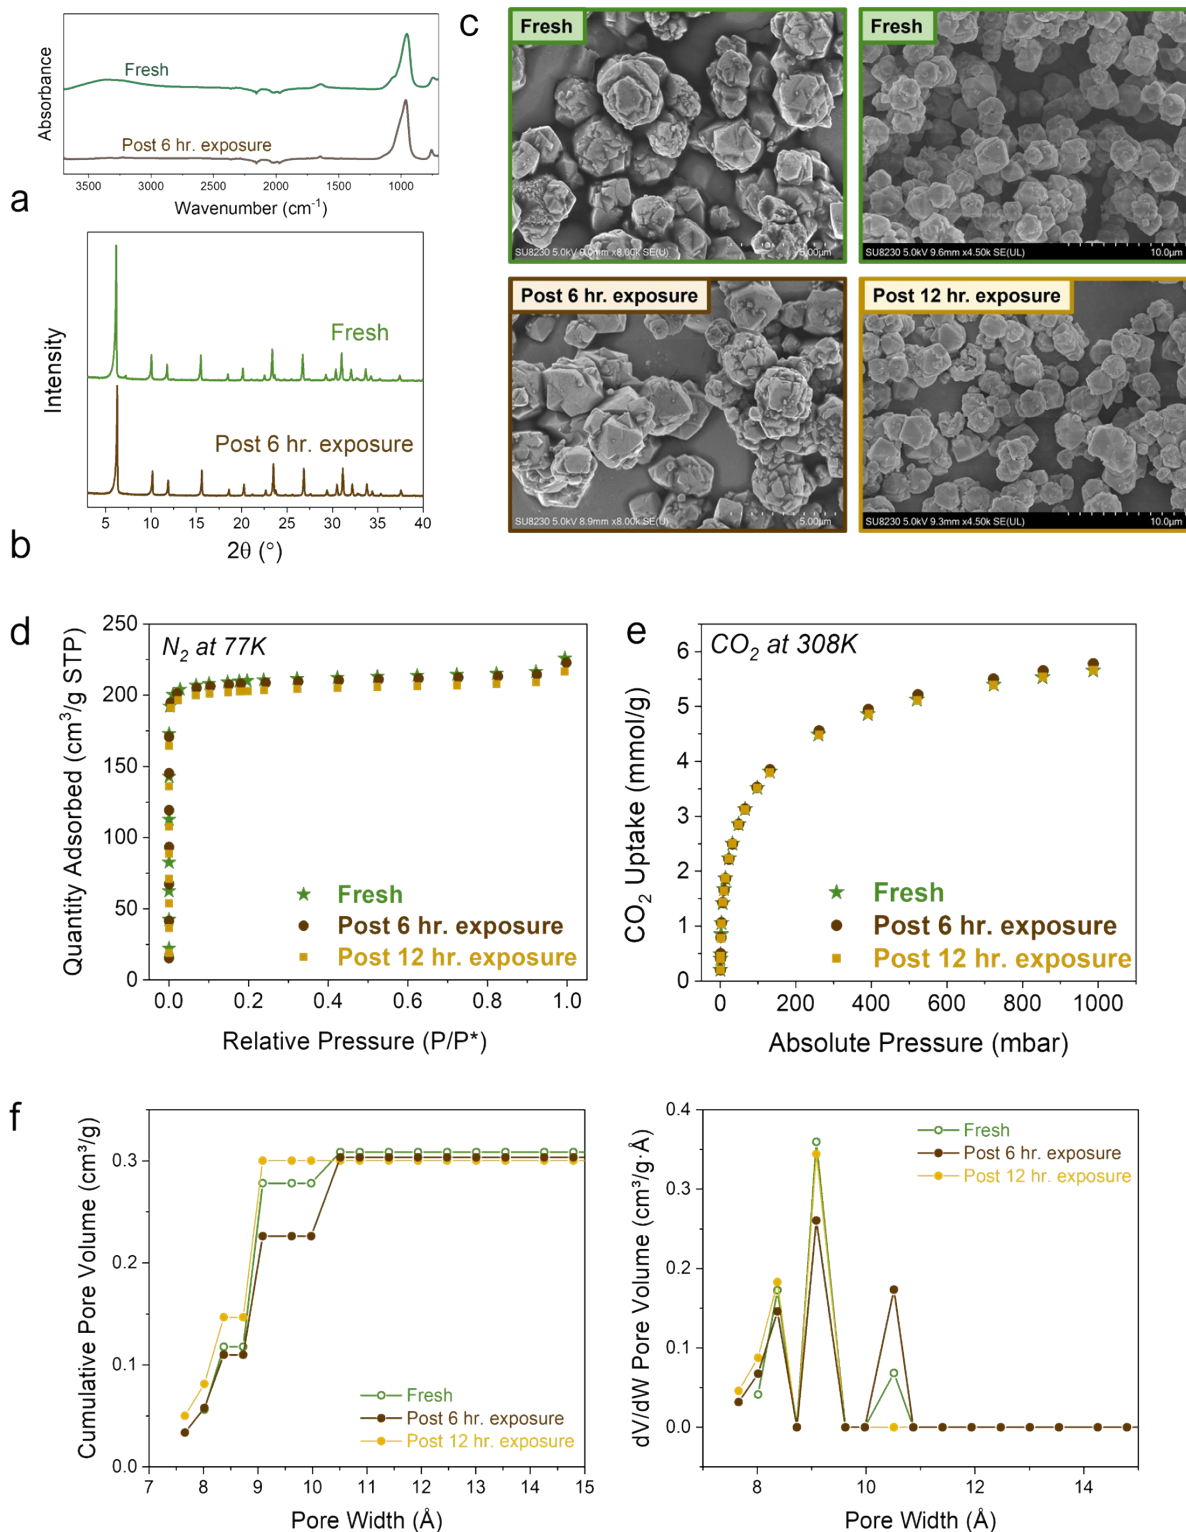 Absorbance
Fresh
Post 6 hr. exposure
3500 3000 2500 2000 1500 1000
Wavenumber (cm⁻¹)
a
Intensity
Fresh
Post 6 hr. exposure
5 10 15 20 25 30 35 40
2θ (°)
b
c
Fresh
SU8230 5.0kV 9.0mm x8.00k SE(U) 5.00µm
Fresh
SU8230 5.0kV 9.6mm x4.50k SE(UL) 10.0µm
Post 6 hr. exposure
SU8230 5.0kV 8.9mm x8.00k SE(U) 5.00µm
Post 12 hr. exposure
SU8230 5.0kV 9.3mm x4.50k SE(UL) 10.0µm
d
Quantity Adsorbed (cm³/g STP)
250
200
150
100
50
0
N₂ at 77K
Fresh
Post 6 hr. exposure
Post 12 hr. exposure
0.0 0.2 0.4 0.6 0.8 1.0
Relative Pressure (P/P*)
e
CO₂ Uptake (mmol/g)
6
5
4
3
2
1
0
CO₂ at 308K
Fresh
Post 6 hr. exposure
Post 12 hr. exposure
0 200 400 600 800 1000
Absolute Pressure (mbar)
f
Cumulative Pore Volume (cm³/g)
0.3
0.2
0.1
0.0
Fresh
Post 6 hr. exposure
Post 12 hr. exposure
7 8 9 10 11 12 13 14 15
Pore Width (Å)
dV/dW Pore Volume (cm³/g·Å)
0.4
0.3
0.2
0.1
0.0
Fresh
Post 6 hr. exposure
Post 12 hr. exposure
8 10 12 14
Pore Width (Å)